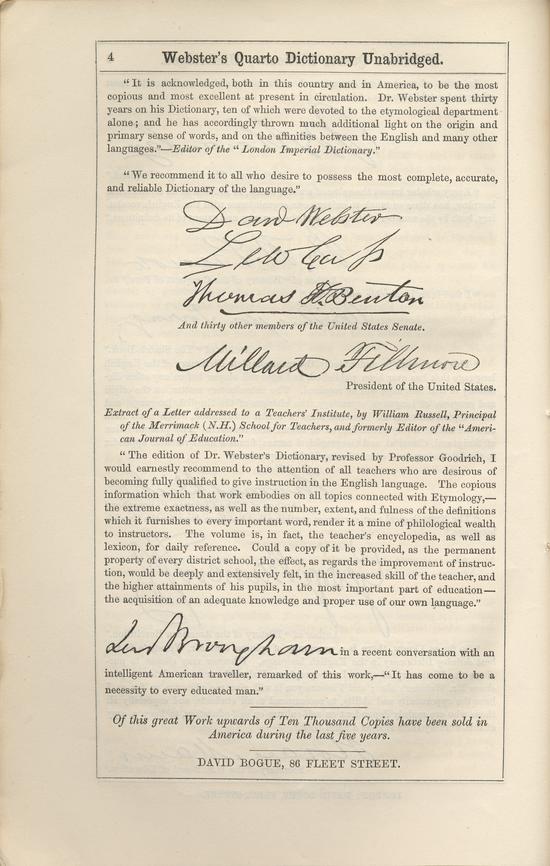 4 Webster's Quarto Dictionary Unabridged.
"It is acknowledged, both in this country and in America, to be the most
copious and most excellent at present in circulation. Dr. Webster spent thirty
years on his Dictionary, ten of which were devoted to the etymological department
alone; and he has accordingly thrown much additional light on the origin and
primary sense of words, and on the affinities between the English and many other
languages."—Editor of the "London Imperial Dictionary."
"We recommend it to all who desire to possess the most complete, accurate,
and reliable Dictionary of the language."
Danl Webster
Lew Cass
Thomas H. Benton
And thirty other members of the United States Senate.
Millard Fillmore
President of the United States.
Extract of a Letter addressed to a Teachers' Institute, by William Russell, Principal
of the Merrimack (N.H.) School for Teachers, and formerly Editor of the "Ameri-
can Journal of Education."
"The edition of Dr. Webster's Dictionary, revised by Professor Goodrich, I
would earnestly recommend to the attention of all teachers who are desirous of
becoming fully qualified to give instruction in the English language. The copious
information which that work embodies on all topics connected with Etymology,—
the extreme exactness, as well as the number, extent, and fulness of the definitions
which it furnishes to every important word, render it a mine of philological wealth
to instructors. The volume is, in fact, the teacher's encyclopedia, as well as
lexicon, for daily reference. Could a copy of it be provided, as the permanent
property of every district school, the effect, as regards the improvement of instruc-
tion, would be deeply and extensively felt, in the increased skill of the teacher, and
the higher attainments of his pupils, in the most important part of education—
the acquisition of an adequate knowledge and proper use of our own language."
Lord Brougham in a recent conversation with an
intelligent American traveller, remarked of this work,—"It has come to be a
necessity to every educated man."
Of this great Work upwards of Ten Thousand Copies have been sold in
America during the last five years.
DAVID BOGUE, 86 FLEET STREET.